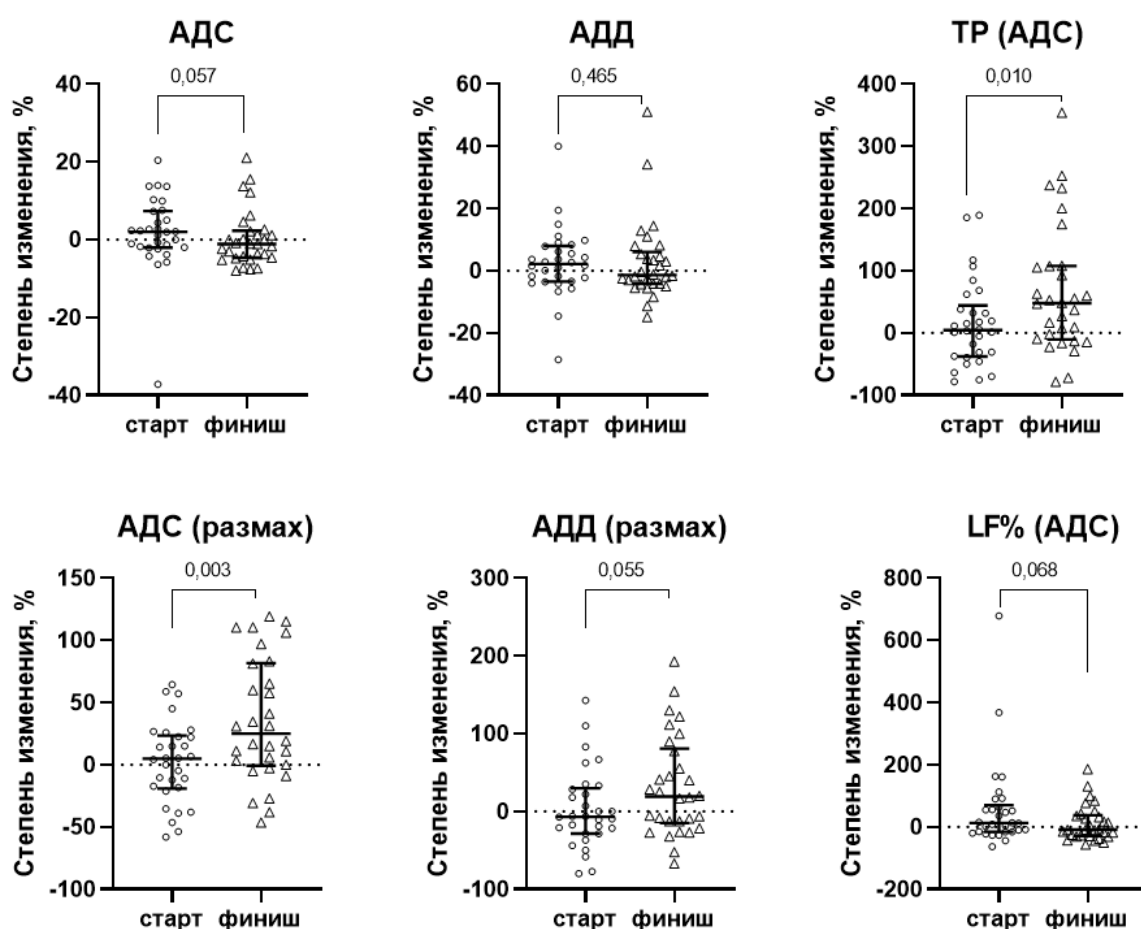 АДС
0,057
Степень изменения, %
40
20
0
-20
-40
старт финиш
АДД
0,465
Степень изменения, %
60
40
20
0
-20
-40
старт финиш
TP (АДС)
0,010
Степень изменения, %
400
300
200
100
0
-100
старт финиш
АДС (размах)
0,003
Степень изменения, %
150
100
50
0
-50
-100
старт финиш
АДД (размах)
0,055
Степень изменения, %
300
200
100
0
-100
старт финиш
LF% (АДС)
0,068
Степень изменения, %
800
600
400
200
0
-200
старт финиш